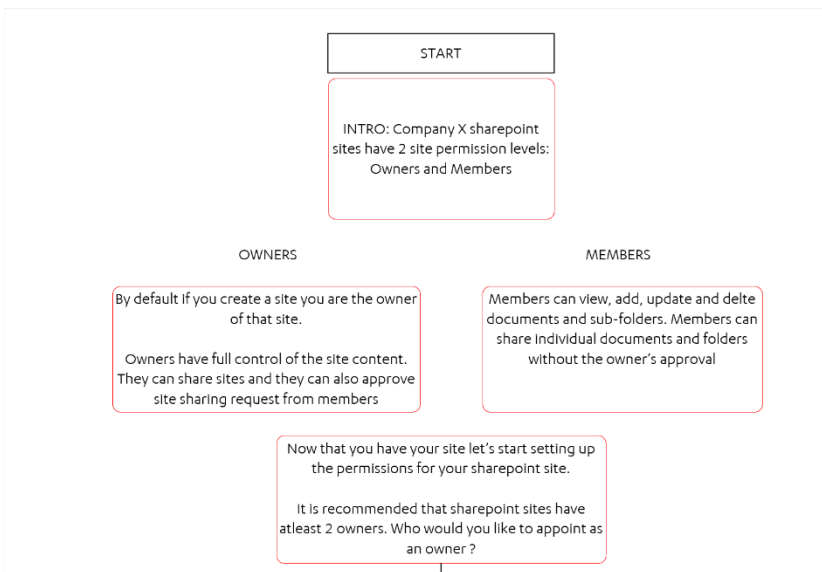 START
INTRO: Company X sharepoint
sites have 2 site permission levels:
Owners and Members
OWNERS
By default if you create a site you are the owner
of that site.
Owners have full control of the site content.
They can share sites and they can also approve
site sharing request from members
MEMBERS
Members can view, add, update and delte
documents and sub-folders. Members can
share individual documents and folders
without the owner's approval
Now that you have your site let's start setting up
the permissions for your sharepoint site.
It is recommended that sharepoint sites have
atleast 2 owners. Who would you like to appoint as
an owner ?